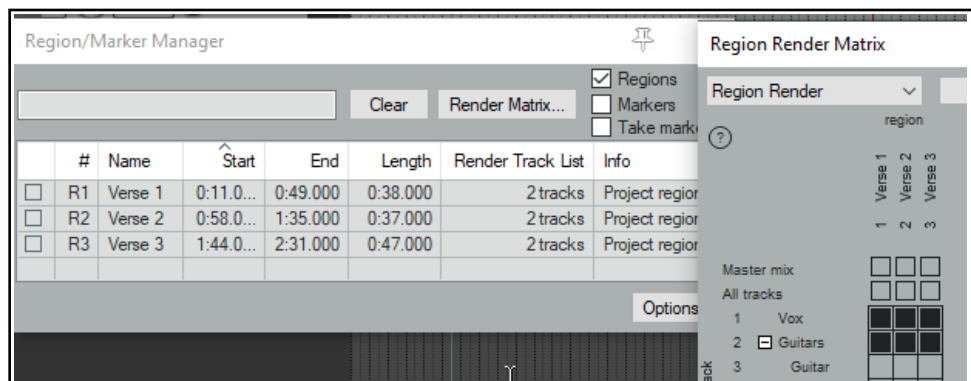 Region/Marker Manager
Clear
Render Matrix...
Regions
Markers
Take marke
# Name Start End Length Render Track List Info
R1 Verse 1 0:11.0... 0:49.000 0:38.000 2 tracks Project region
R2 Verse 2 0:58.0... 1:35.000 0:37.000 2 tracks Project region
R3 Verse 3 1:44.0... 2:31.000 0:47.000 2 tracks Project region
Options
Region Render Matrix
Region Render
?
region
Verse 1
Verse 2
Verse 3
1 2 3
Master mix
All tracks
1 Vox
2 Guitars
3 Guitar
ack